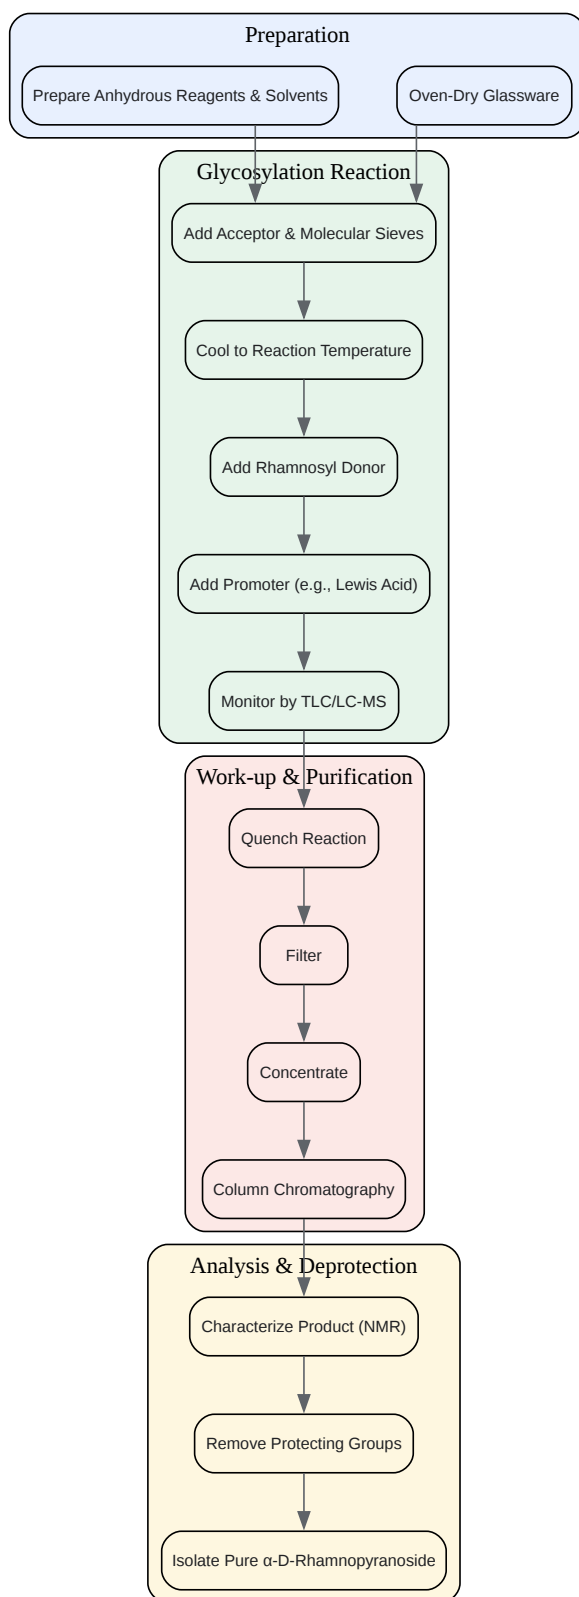 Preparation
Prepare Anhydrous Reagents & Solvents
Oven-Dry Glassware
Glycosylation Reaction
Add Acceptor & Molecular Sieves
Cool to Reaction Temperature
Add Rhamnosyl Donor
Add Promoter (e.g., Lewis Acid)
Monitor by TLC/LC-MS
Work-up & Purification
Quench Reaction
Filter
Concentrate
Column Chromatography
Analysis & Deprotection
Characterize Product (NMR)
Remove Protecting Groups
Isolate Pure α-D-Rhamnopyranoside